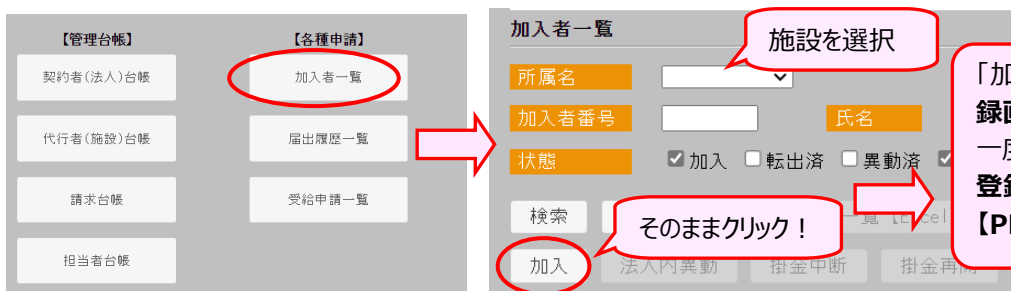 【管理台帳】
【各種申請】
契約者(法人)台帳
加入者一覧
代行者(施設)台帳
届出履歴一覧
請求台帳
受給申請一覧
担当者台帳
加入者一覧
施設を選択
所属名
加入者番号
氏名
状態
加入
転出済
異動済
検索
そのままクリック！
加入
法人内異動
掛金中断
掛金再開
「加
一度